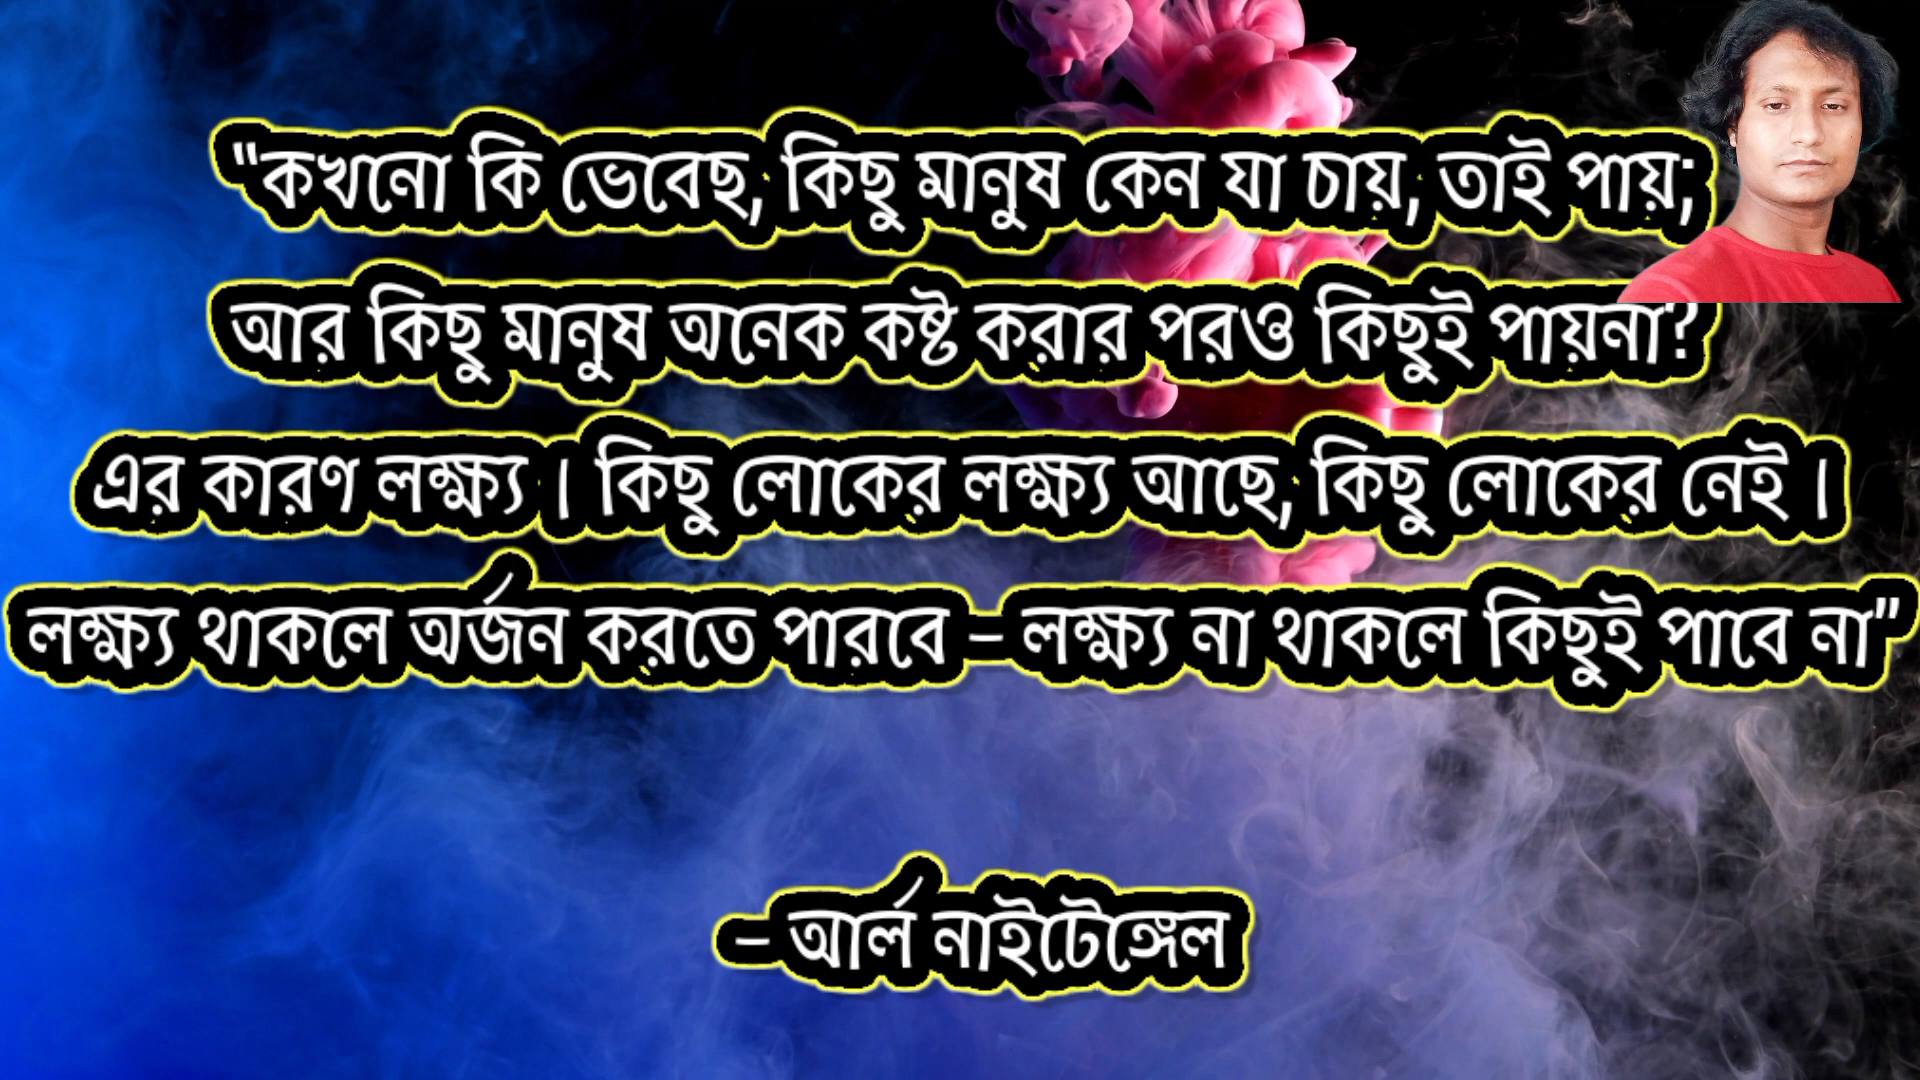 "কখনো কি ভেবেছ, কিছু মানুষ কেন যা চায়, তাই পায়;
আর কিছু মানুষ অনেক কষ্ট করার পরও কিছুই পায়না?
এর কারণ লক্ষ্য । কিছু লোকের লক্ষ্য আছে, কিছু লোকের নেই ।
লক্ষ্য থাকলে অর্জন করতে পারবে – লক্ষ্য না থাকলে কিছুই পাবে না”
– আর্ল নাইটেঙ্গেল